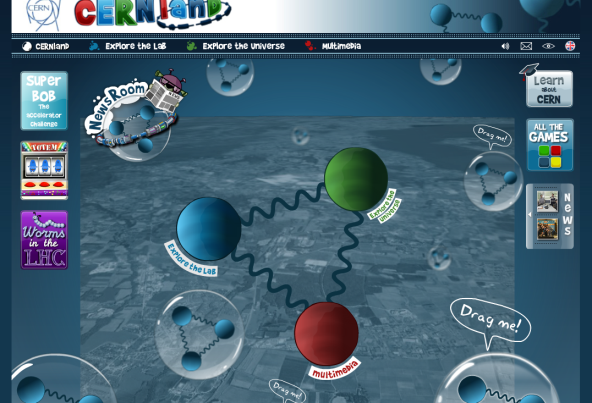 CERN
CERNland
CERNland
Explore the Lab
Explore the Universe
Multimedia
SUPER
BOB
The
accelerator
challenge
NewsRoom
NEWS
Learn
about
CERN
Drag me!
ALL THE
GAMES
NEWS
Worms
in the
LHC
Explore the
Universe
Explore the Lab
Drag me!
multimedia
Drag me!